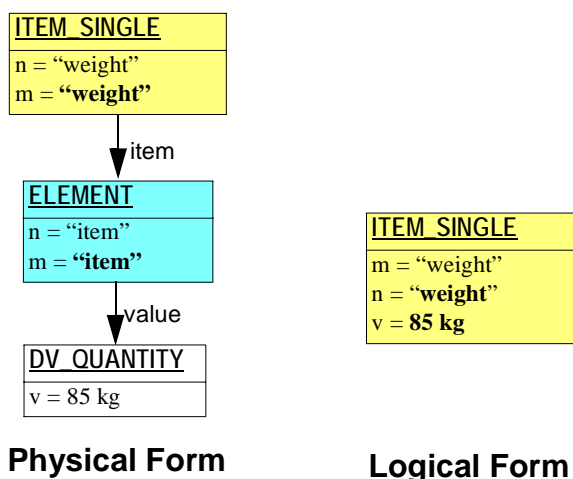 ITEM_SINGLE
n = “weight”
m = “weight”
item
ELEMENT
n = “item”
m = “item”
value
DV_QUANTITY
v = 85 kg
Physical Form
ITEM_SINGLE
m = “weight”
n = “weight”
v = 85 kg
Logical Form